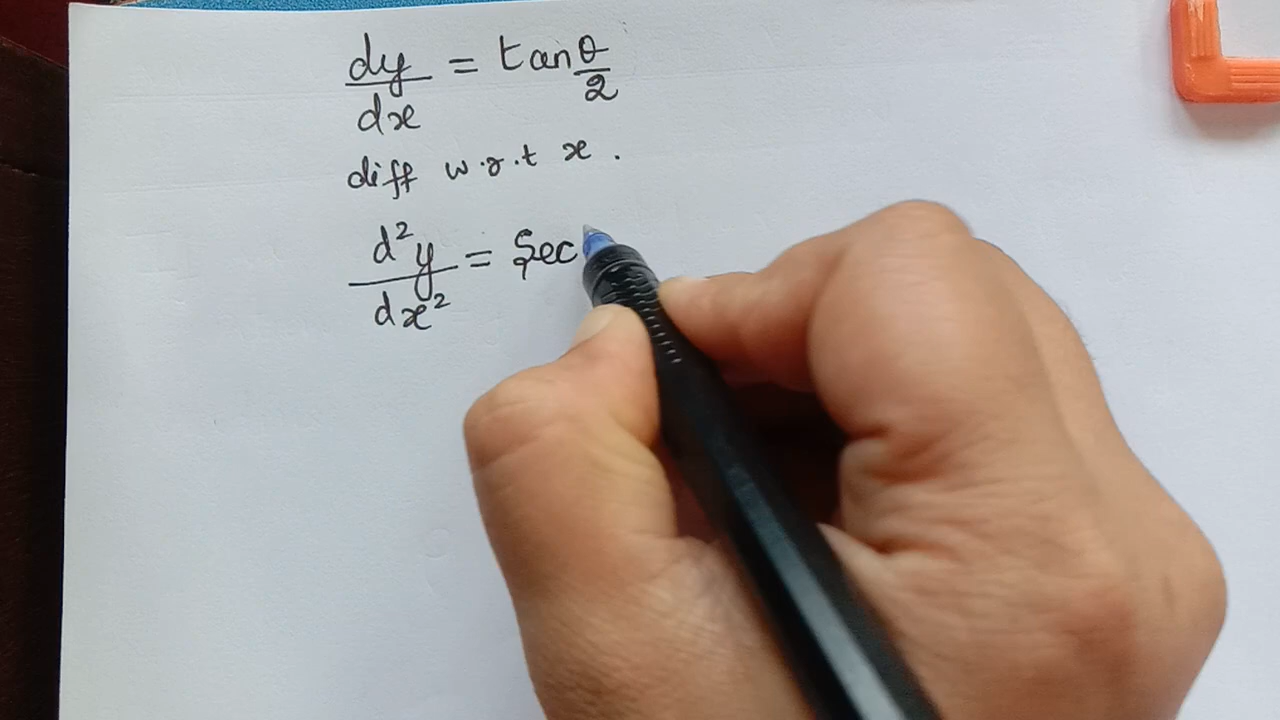 dy/dx = tan θ/2
diff w.r.t x.
d²y/dx² = Sec